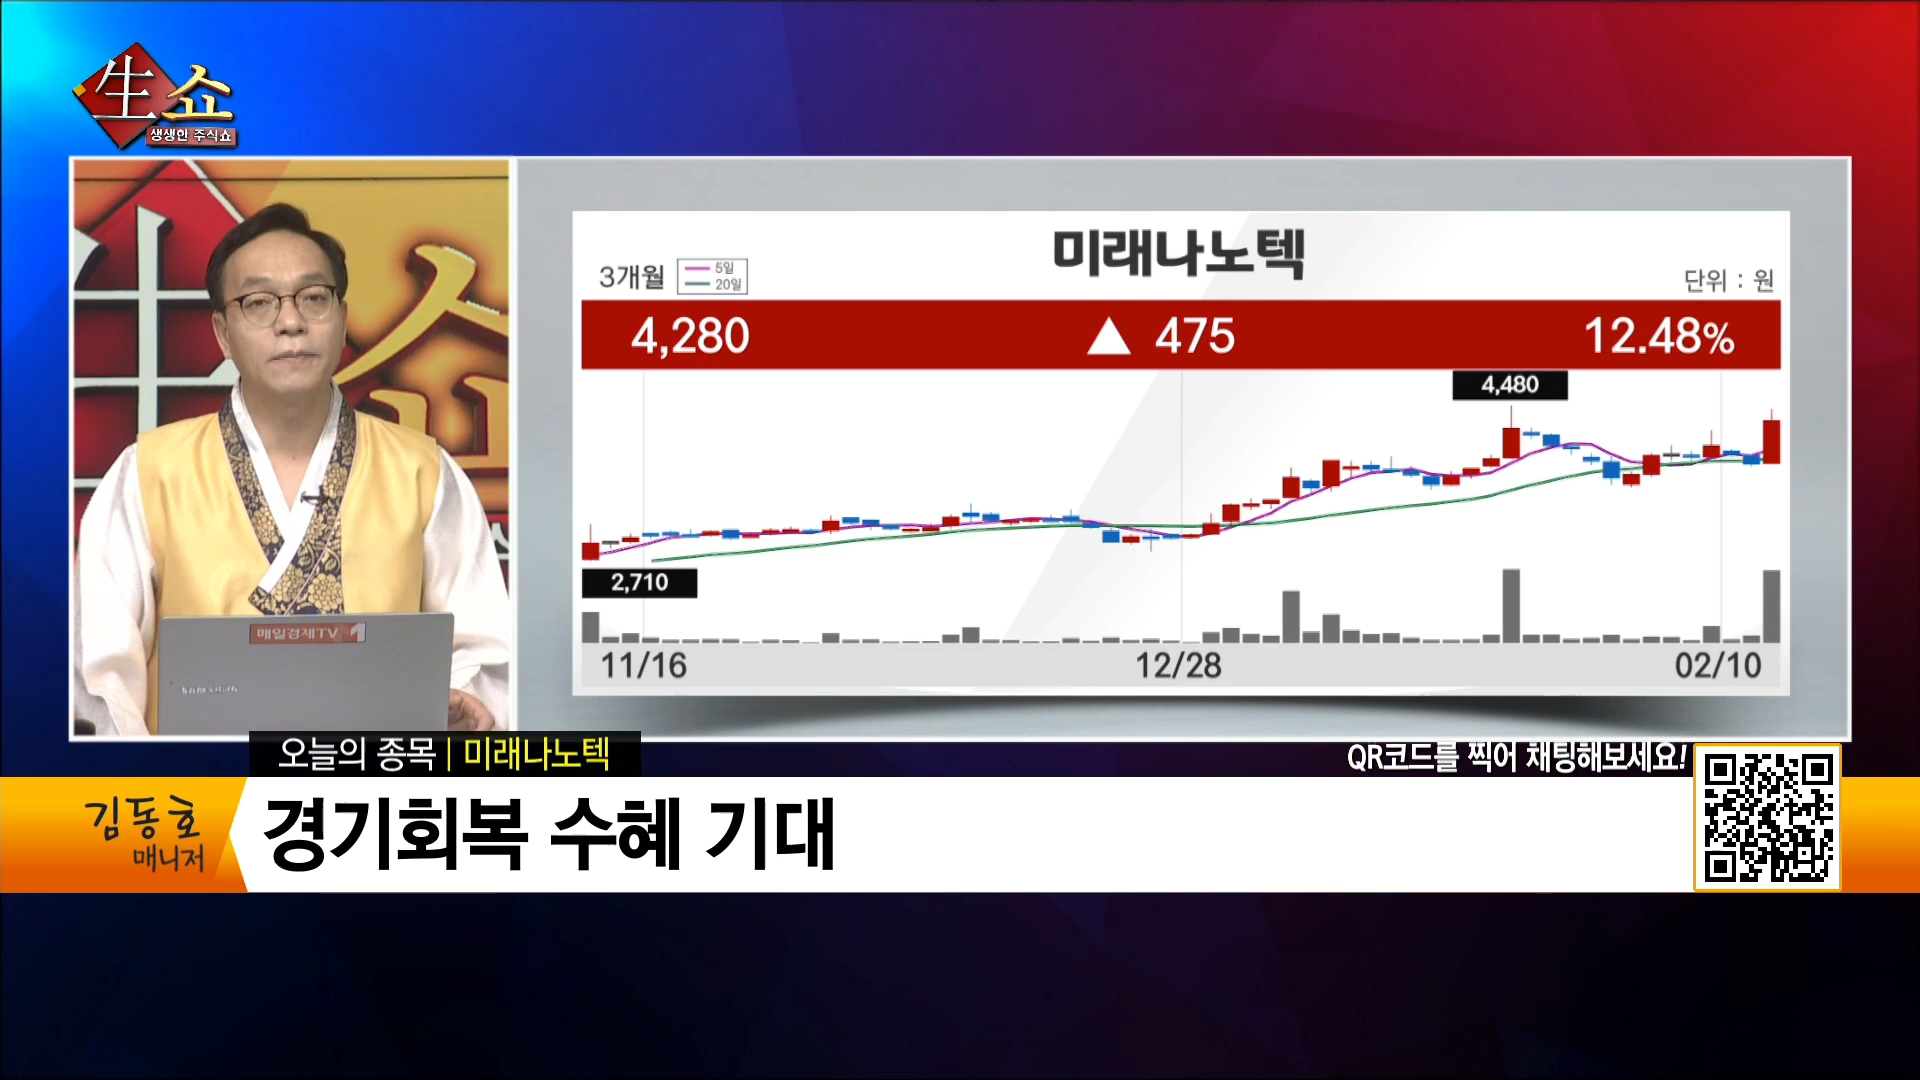 生쇼
생생한 주식쇼
미래나노텍
3개월
5일
20일
단위 : 원
4,280 ▲ 475 12.48%
4,480
2,710
11/16 12/28 02/10
매일경제TV 1
오늘의 종목 | 미래나노텍
QR코드를 찍어 채팅해보세요!
김동호
매니저
경기회복 수혜 기대